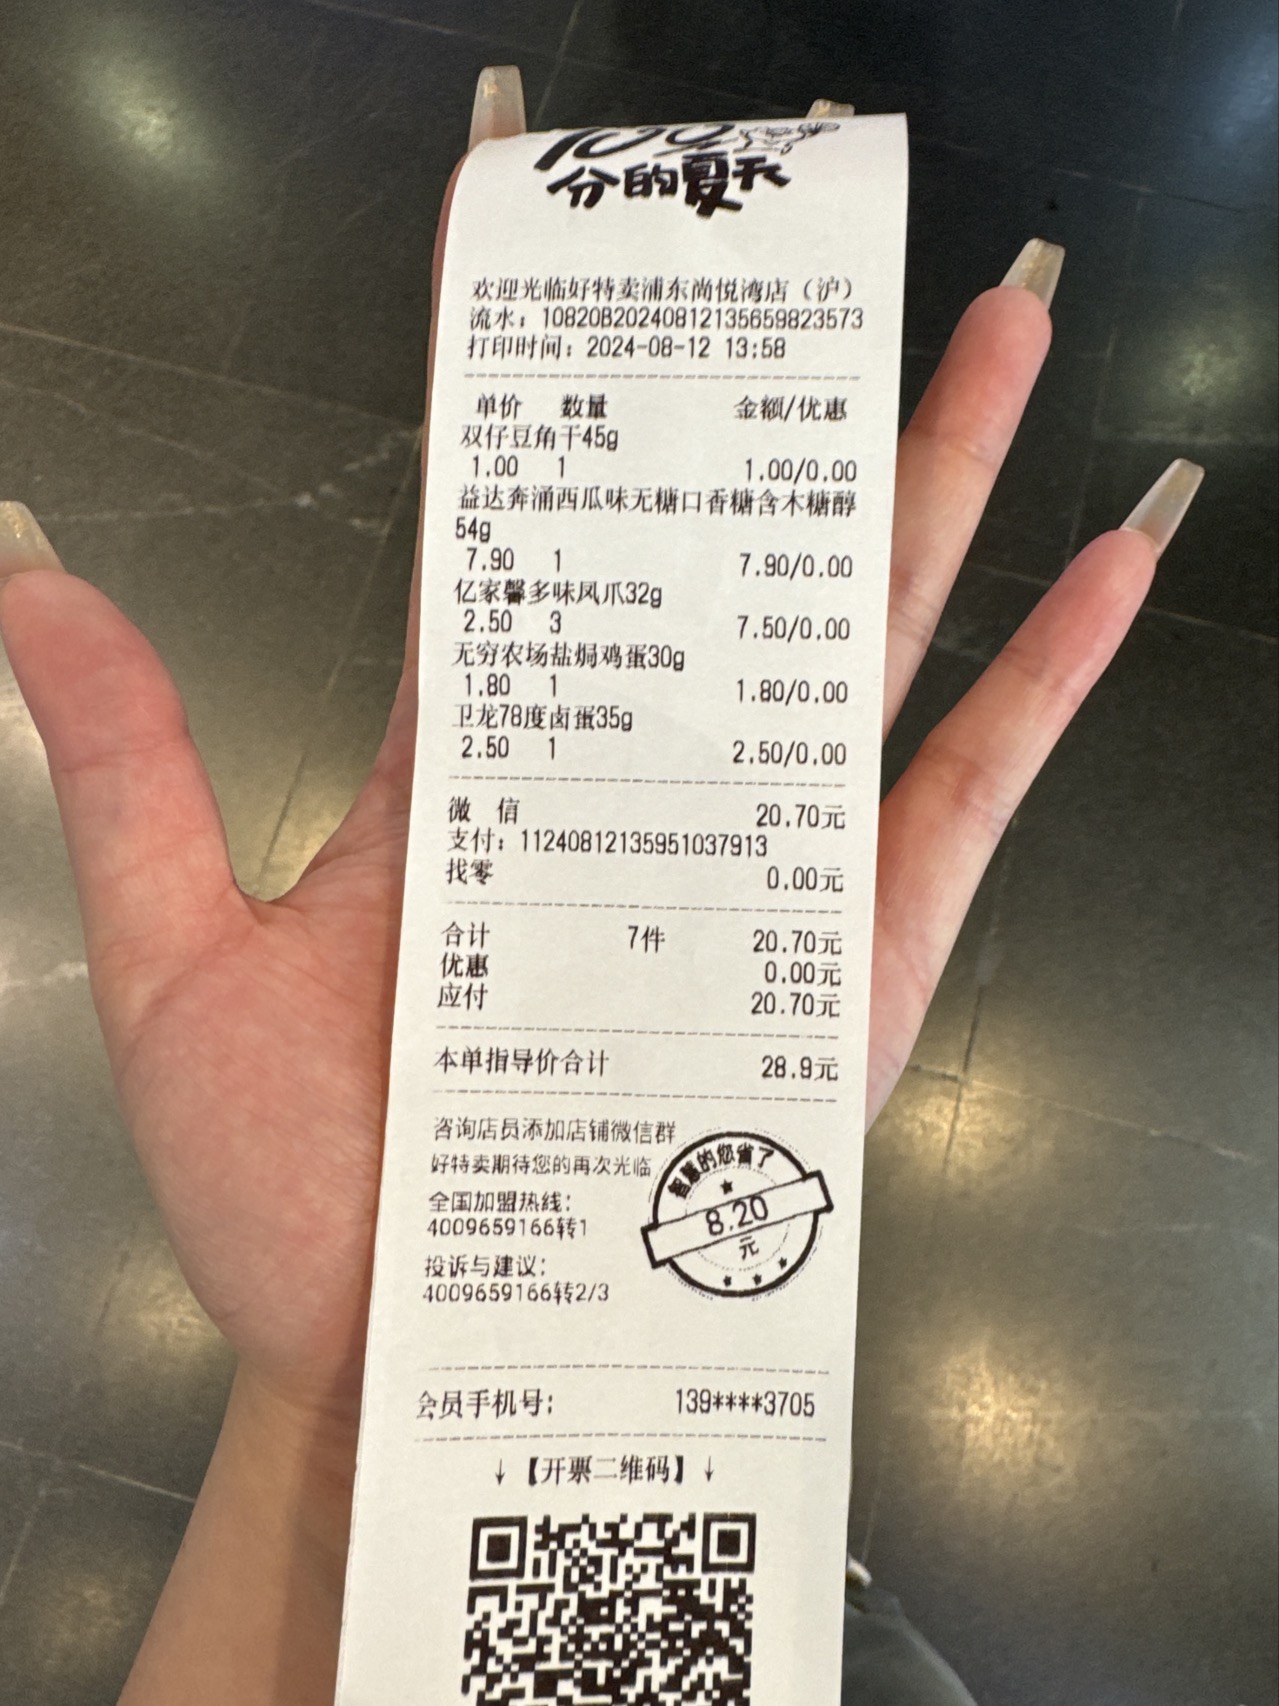 100%
分的夏天
欢迎光临好特卖浦东尚悦湾店（沪）
流水：10820B20240812135659823573
打印时间：2024-08-12 13:58
单价 数量 金额/优惠
双仔豆角干45g
1.00 1 1.00/0.00
益达奔涌西瓜味无糖口香糖含木糖醇
54g
7.90 1 7.90/0.00
亿家馨多味凤爪32g
2.50 3 7.50/0.00
无穷农场盐焗鸡蛋30g
1.80 1 1.80/0.00
卫龙78度卤蛋35g
2.50 1 2.50/0.00
微 信 20.70元
支付：11240812135951037913
找零 0.00元
合计 7件 20.70元
优惠 0.00元
应付 20.70元
本单指导价合计 28.9元
咨询店员添加店铺微信群
好特卖期待您的再次光临
全国加盟热线：
4009659166转1
投诉与建议：
4009659166转2/3
智慧的您省了
8.20
元
会员手机号： 139****3705
↓【开票二维码】↓